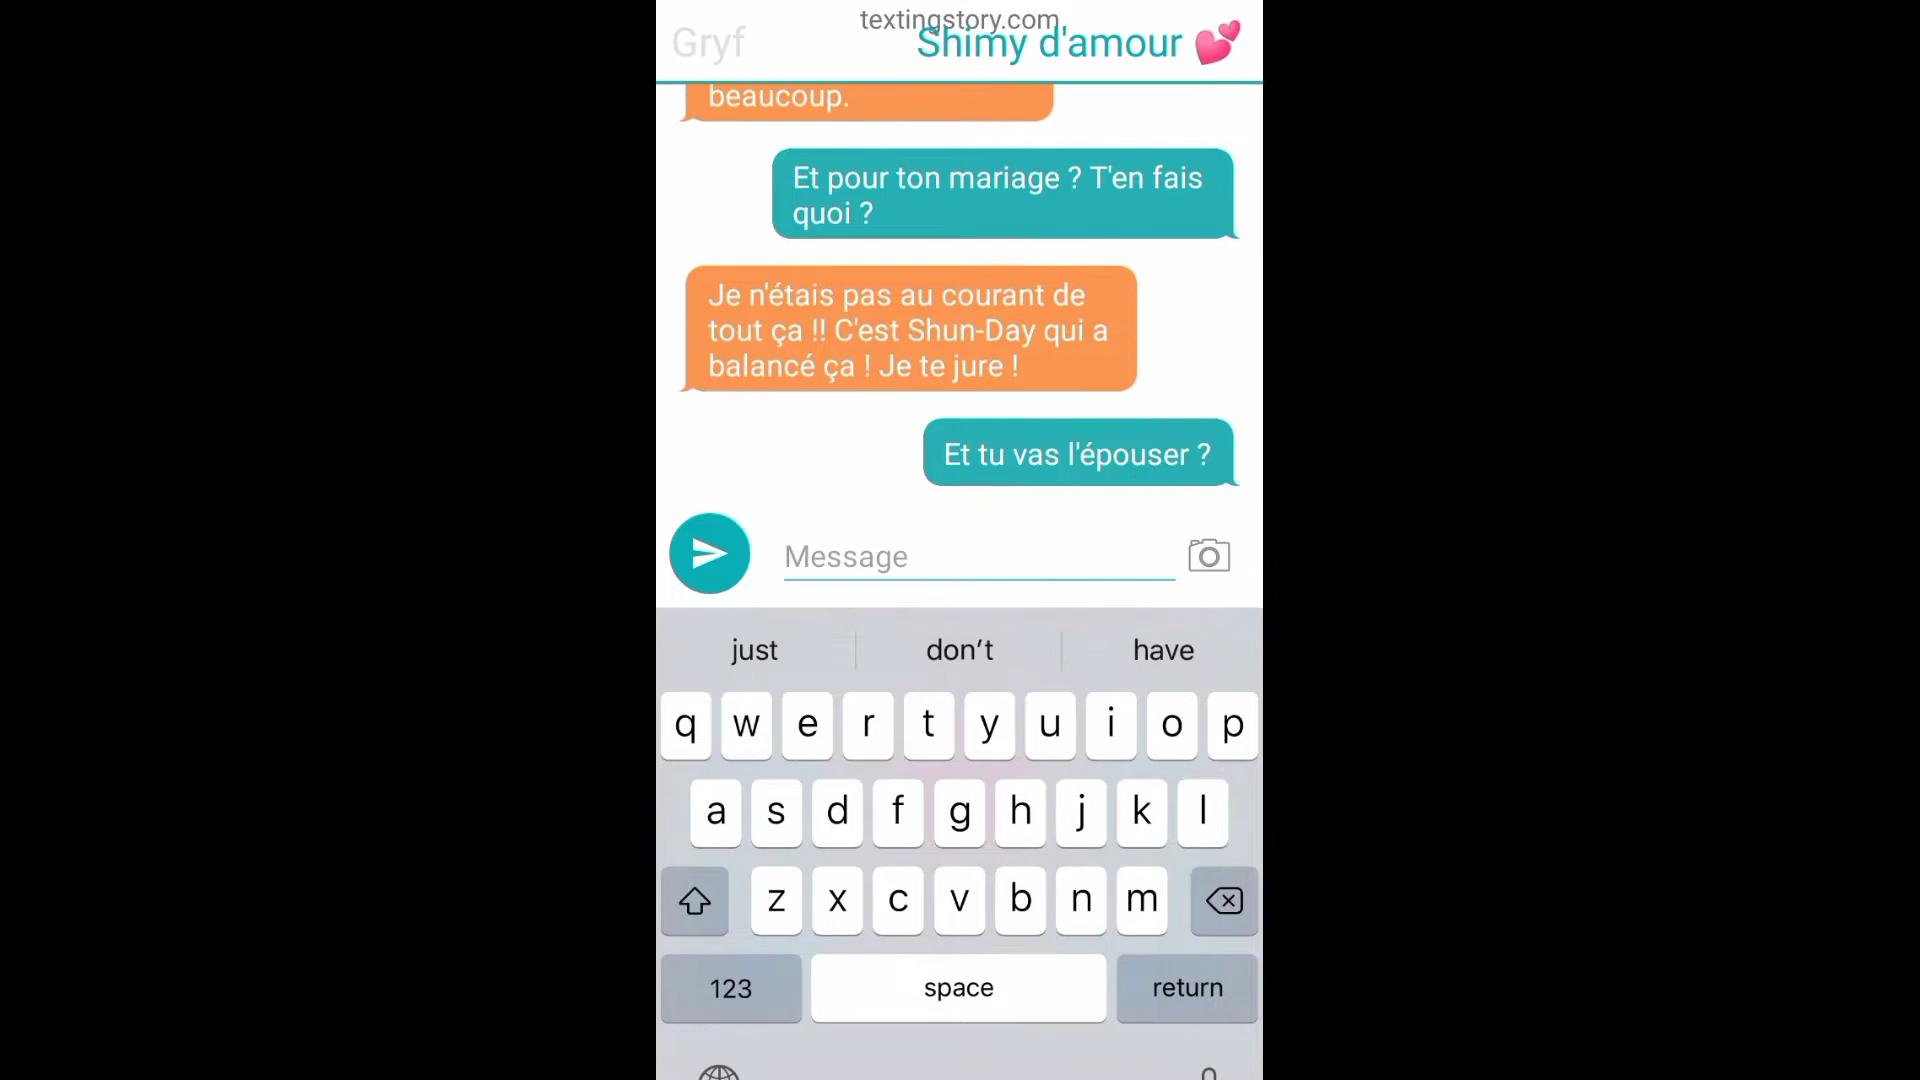 textingstory.com
Gryf
Shimy d'amour 💕
beaucoup.
Et pour ton mariage ? T'en fais
quoi ?
Je n'étais pas au courant de
tout ça !! C'est Shun-Day qui a
balancé ça ! Je te jure !
Et tu vas l'épouser ?
Message
just don’t have
q w e r t y u i o p
a s d f g h j k l
z x c v b n m
123 space return